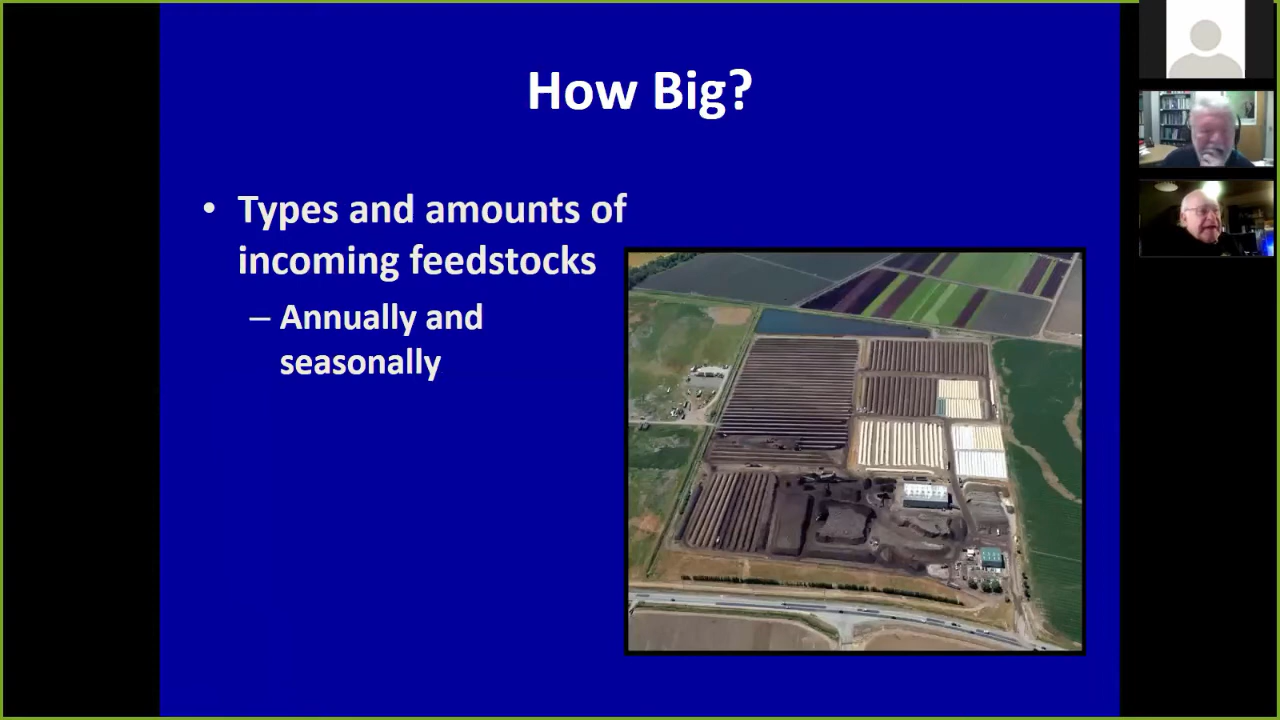 How Big?
• Types and amounts of
incoming feedstocks
– Annually and
seasonally